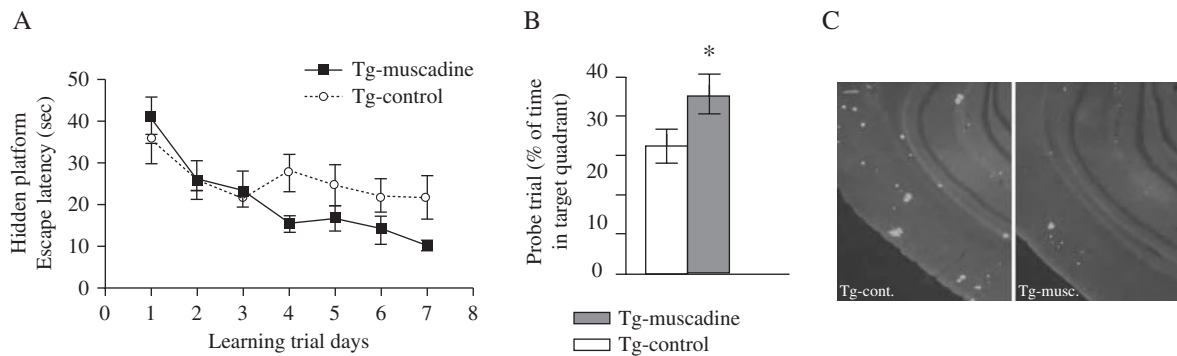 A
Hidden platform
Escape latency (sec)
50
40
30
20
10
0
Tg-muscadine
Tg-control
0 1 2 3 4 5 6 7 8
Learning trial days
B
Probe trial (% of time
in target quadrant)
40
30
20
10
0
*
Tg-muscadine
Tg-control
C
Tg-cont.
Tg-musc.